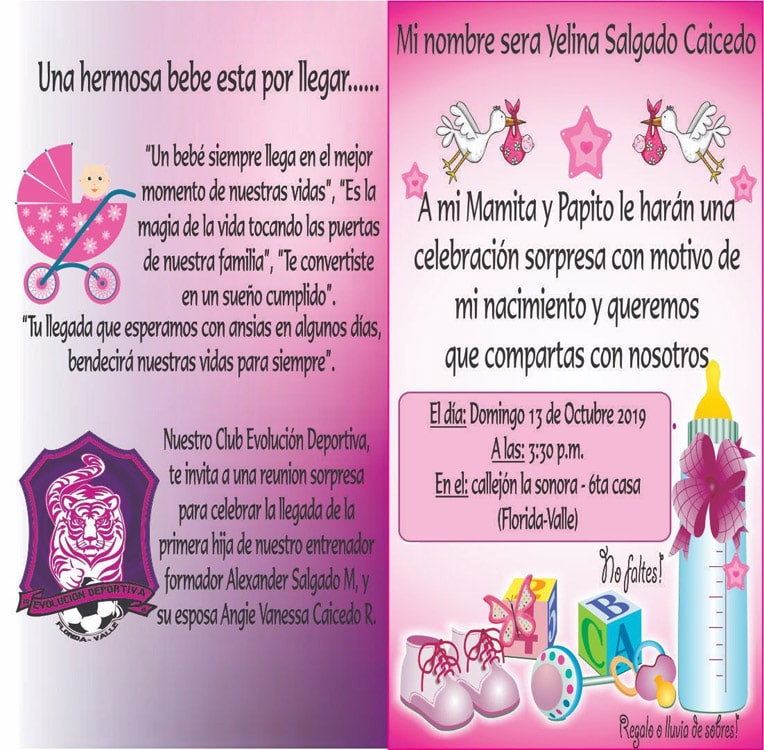 Una hermosa bebe esta por llegar......
"Un bebé siempre llega en el mejor
momento de nuestras vidas", "Es la
magia de la vida tocando las puertas
de nuestra familia", "Te convertiste
en un sueño cumplido".
"Tu llegada que esperamos con ansias en algunos días,
bendecirá nuestras vidas para siempre".
Nuestro Club Evolución Deportiva,
te invita a una reunion sorpresa
para celebrar la llegada de la
primera hija de nuestro entrenador
formador Alexander Salgado M, y
su esposa Angie Vanessa Caicedo R.
EVOLUCIÓN DEPORTIVA
FLORIDA - VALLE
Mi nombre sera Yelina Salgado Caicedo
A mi Mamita y Papito le harán una
celebración sorpresa con motivo de
mi nacimiento y queremos
que compartas con nosotros
El día: Domingo 13 de Octubre 2019
A las: 3:30 p.m.
En el: callejón la sonora - 6ta casa
(Florida-Valle)
No faltes!
4
B
C A
Regalo o lluvia de sobres!